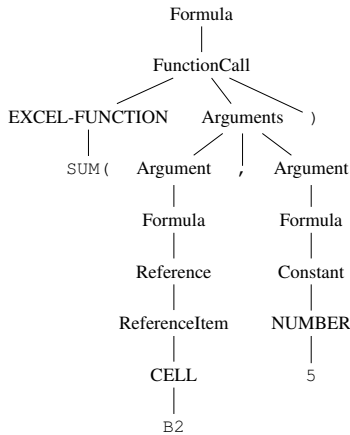 Formula
FunctionCall
EXCEL-FUNCTION Arguments )
SUM( Argument , Argument
Formula Formula
Reference Constant
ReferenceItem NUMBER
CELL 5
B2